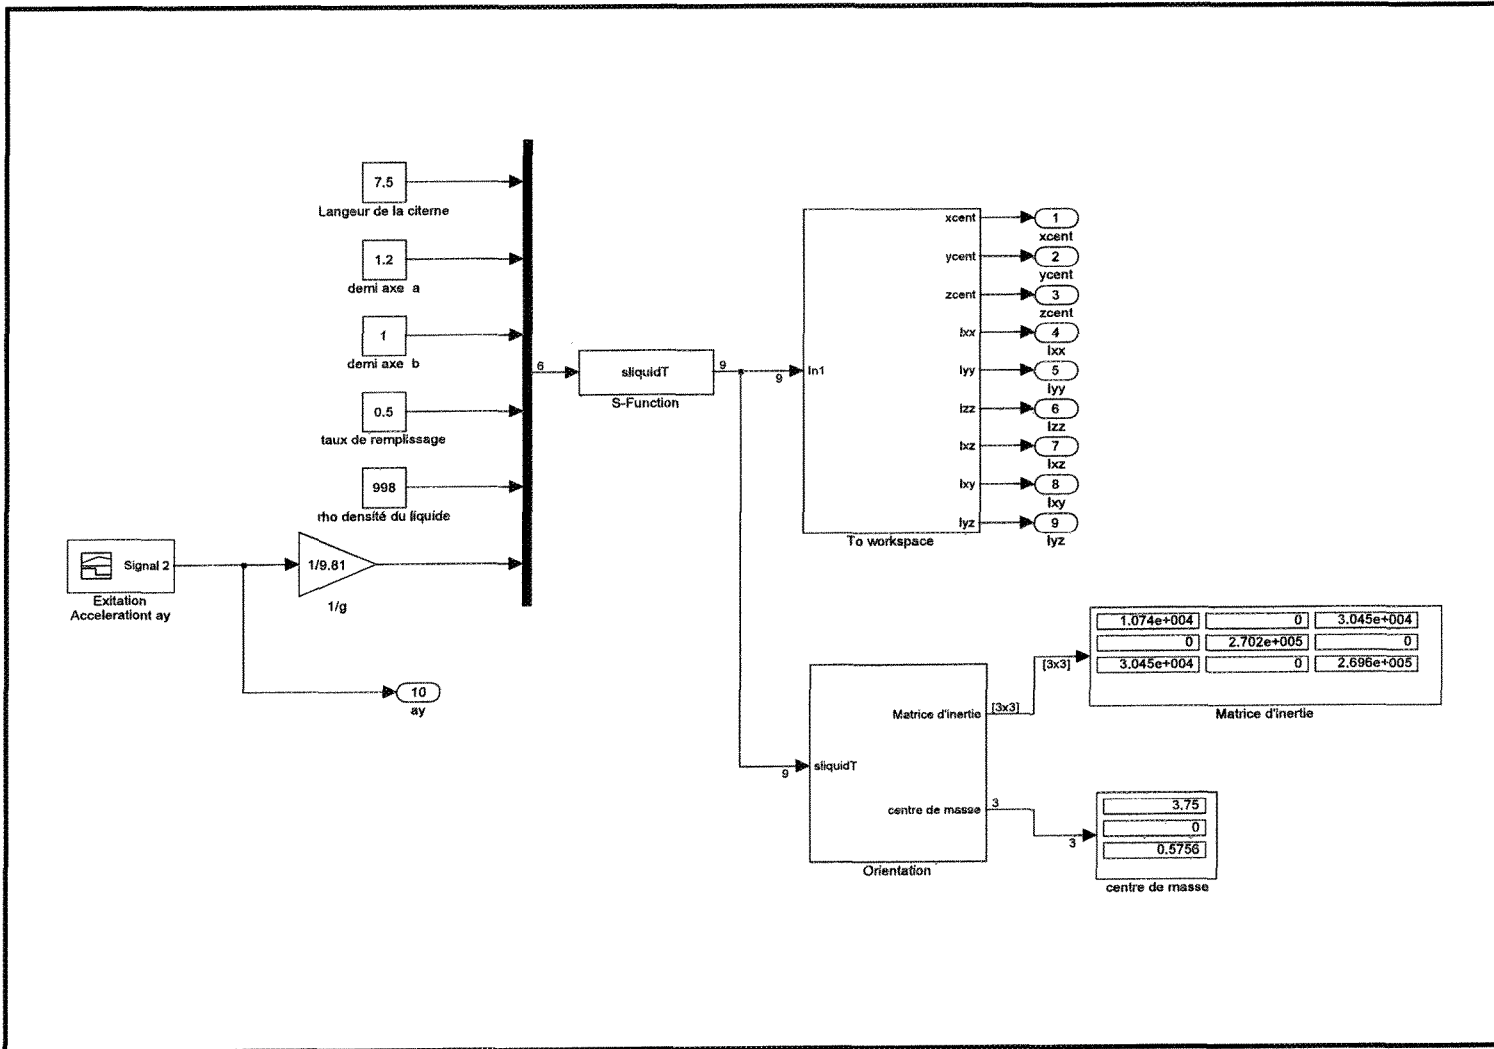 7.5
Langeur de la citerne
1.2
demi axe a
1
demi axe b
0.5
taux de remplissage
998
rho densité du liquide
Signal 2
Exitation
Accelerationt ay
1/9.81
1/g
10
ay
6
sliquidT
S-Function
9
9
In1
xcent
ycent
zcent
Ixx
Iyy
Izz
Ixz
Ixy
Iyz
To workspace
1
xcent
2
ycent
3
zcent
4
Ixx
5
Iyy
6
Izz
7
Ixz
8
Ixy
9
Iyz
9
sliquidT
Matrice d'inertie
centre de masse
Orientation
[3x3]
[3x3]
1.074e+004 0 3.045e+004
0 2.702e+005 0
3.045e+004 0 2.696e+005
Matrice d'inertie
3
3
3.75
0
0.5756
centre de masse